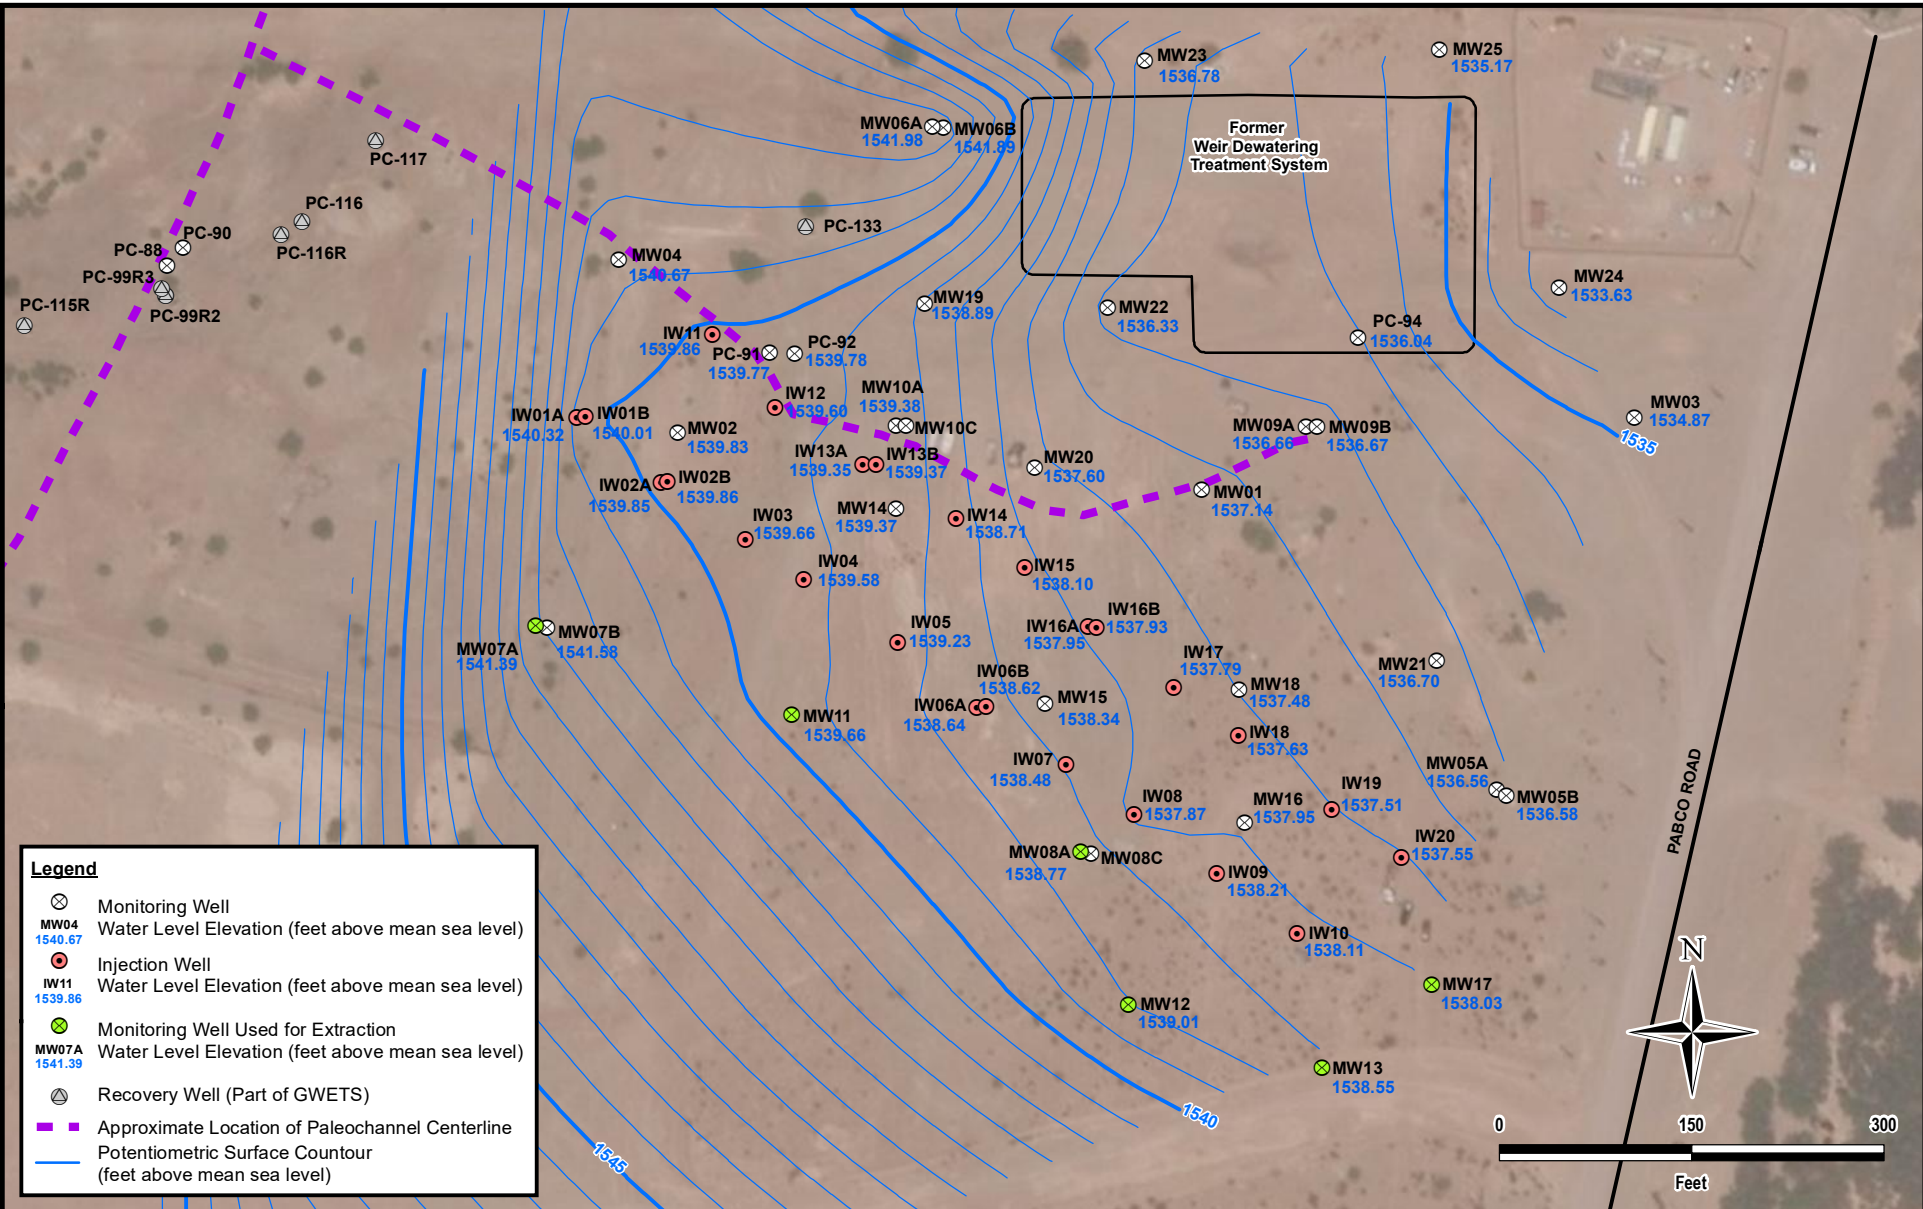 MW23
1536.78
MW25
1535.17
MW06A
1541.98
MW06B
1541.89
Former
Weir Dewatering
Treatment System
PC-117
PC-116
PC-116R
PC-90
PC-88
PC-99R3
PC-99R2
PC-115R
PC-133
MW04
1540.67
MW19
1538.89
MW22
1536.33
MW24
1533.63
PC-94
1536.04
IW11
1539.86
PC-91
1539.77
PC-92
1539.78
IW12
1539.60
MW10A
1539.38
MW10C
IW01A
1540.32
IW01B
1540.01
MW02
1539.83
MW09A
1536.66
MW09B
1536.67
MW03
1534.87
1535
IW13A
1539.35
IW13B
1539.37
MW20
1537.60
IW02A
1539.85
IW02B
1539.86
MW01
1537.14
IW03
1539.66
MW14
1539.37
IW14
1538.71
IW04
1539.58
IW15
1538.10
MW07A
1541.39
MW07B
1541.58
IW05
1539.23
IW16A
1537.95
IW16B
1537.93
IW17
1537.79
MW21
1536.70
IW06B
1538.62
IW06A
1538.64
MW15
1538.34
MW18
1537.48
MW11
1539.66
IW18
1537.63
IW07
1538.48
MW05A
1536.56
MW05B
1536.58
IW08
1537.87
MW16
1537.95
IW19
1537.51
IW20
1537.55
MW08A
1538.77
MW08C
IW09
1538.21
IW10
1538.11
MW17
1538.03
MW12
1539.01
MW13
1538.55
1540
1545
PABCO ROAD
N
0 150 300
Feet
Legend
Monitoring Well
MW04
1540.67
Water Level Elevation (feet above mean sea level)
Injection Well
IW11
1539.86
Water Level Elevation (feet above mean sea level)
Monitoring Well Used for Extraction
MW07A
1541.39
Water Level Elevation (feet above mean sea level)
Recovery Well (Part of GWETS)
Approximate Location of Paleochannel Centerline
Potentiometric Surface Countour
(feet above mean sea level)